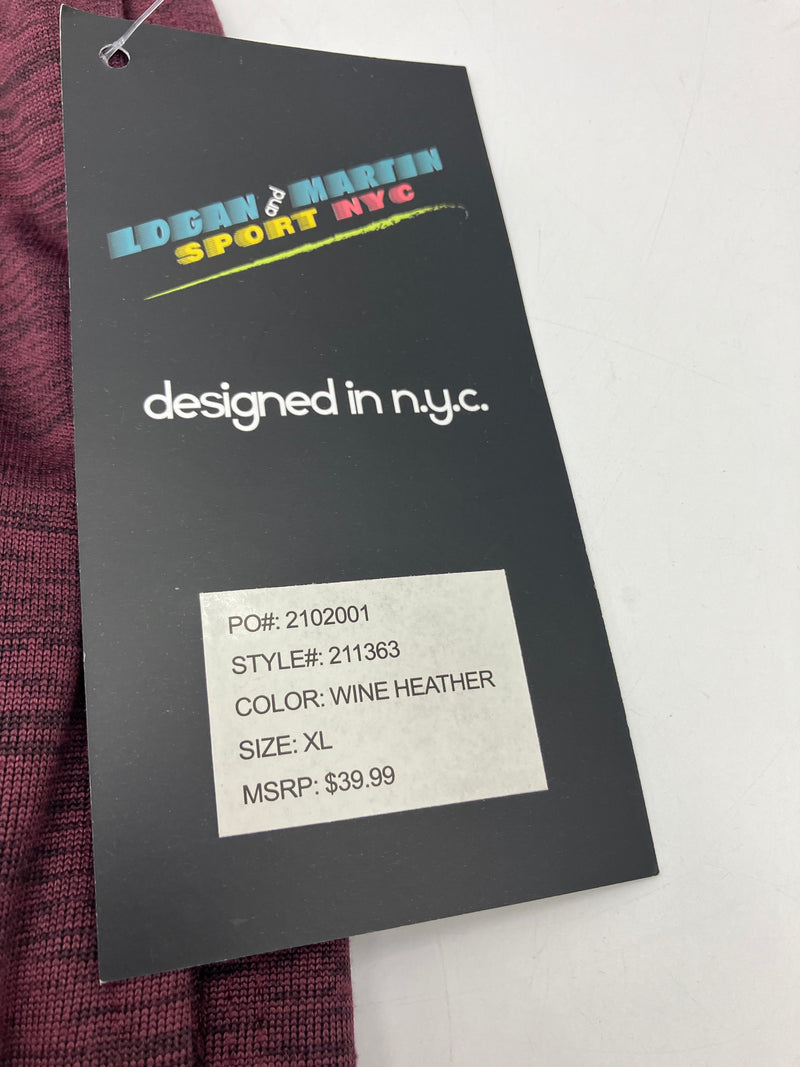 LOGAN and MARTIN
SPORT NYC
designed in n.y.c.
PO#: 2102001
STYLE#: 211363
COLOR: WINE HEATHER
SIZE: XL
MSRP: $39.99